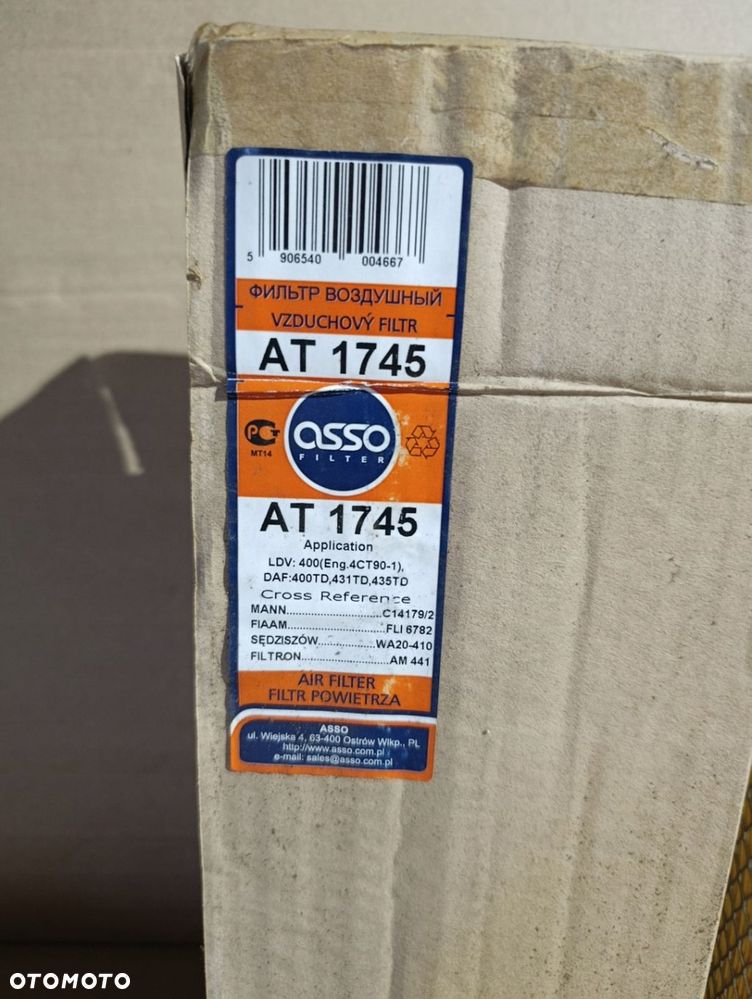 5 906540 004667
ФИЛЬТР ВОЗДУШНЫЙ
VZDUCHOVÝ FILTR
AT 1745
РСТ
МТ14
asso
FILTER
AT 1745
Application
LDV: 400(Eng.4CT90-1),
DAF:400TD,431TD,435TD
Cross Reference
MANN..............................C14179/2
FIAAM..............................FLI 6782
SĘDZISZÓW..................WA20-410
FILTRON...........................AM 441
AIR FILTER
FILTR POWIETRZA
ASSO
ul. Wiejska 4, 63-400 Ostrów Wlkp., PL
http://www.asso.com.pl
e-mail: sales@asso.com.pl
OTOMOTO